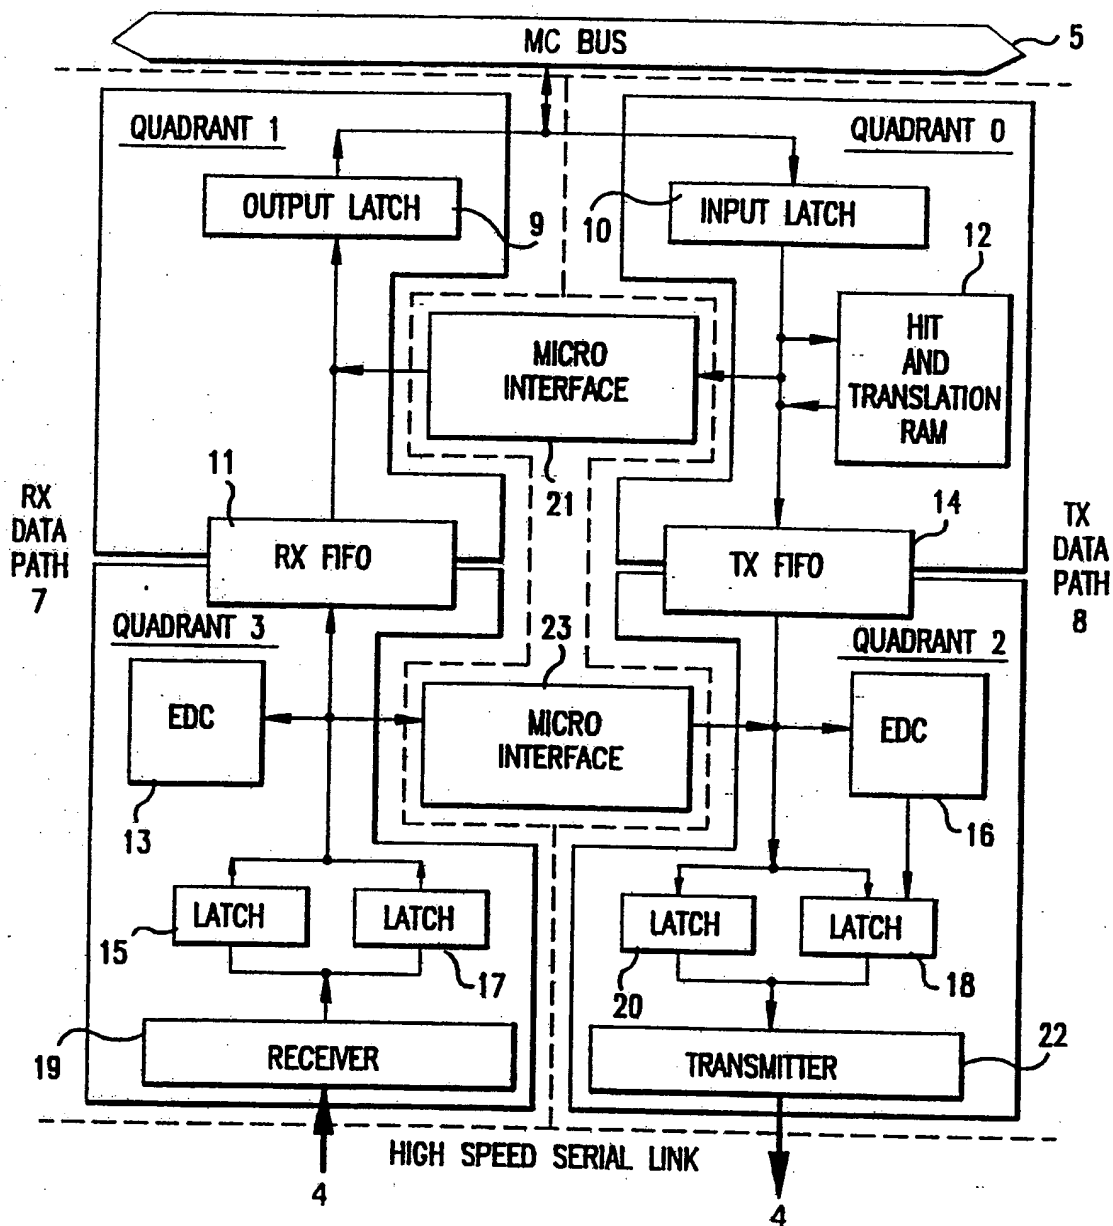 MC BUS
5
QUADRANT 1
QUADRANT 0
OUTPUT LATCH
9
10
INPUT LATCH
12
HIT
AND
TRANSLATION
RAM
MICRO
INTERFACE
21
11
RX FIFO
14
TX FIFO
RX
DATA
PATH
7
TX
DATA
PATH
8
QUADRANT 3
23
QUADRANT 2
EDC
13
MICRO
INTERFACE
EDC
16
LATCH
15
LATCH
17
LATCH
20
LATCH
18
19
RECEIVER
TRANSMITTER
22
HIGH SPEED SERIAL LINK
4
4